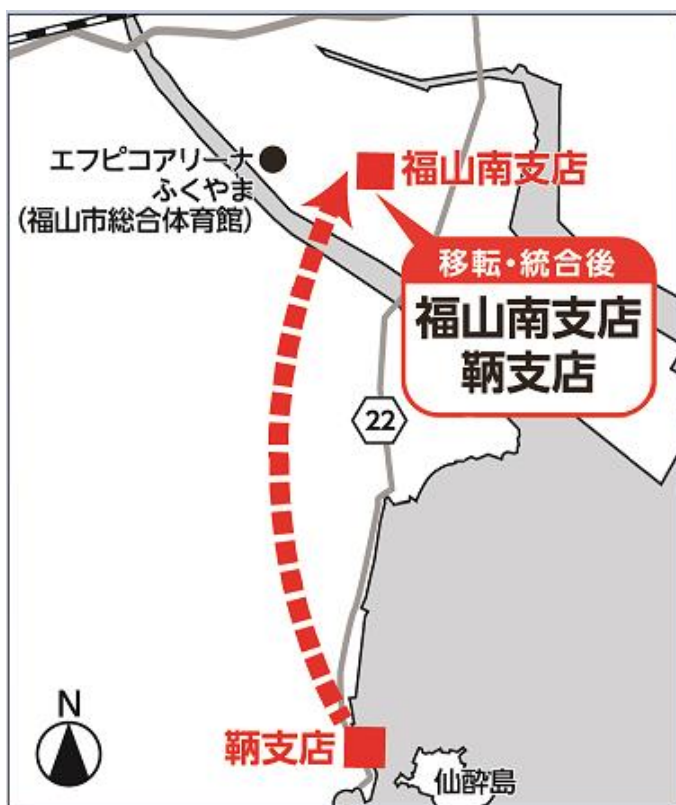 エフピコアリーナ
ふくやま
(福山市総合体育館)
福山南支店
移転・統合後
福山南支店
鞆支店
22
N
鞆支店
仙酔島